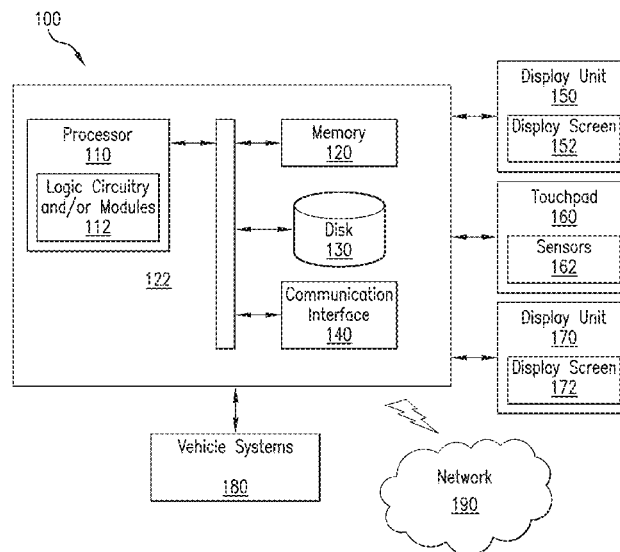 100
Processor
110
Logic Circuitry
and/or Modules
112
122
Memory
120
Disk
130
Communication
Interface
140
Display Unit
150
Display Screen
152
Touchpad
160
Sensors
162
Display Unit
170
Display Screen
172
Vehicle Systems
180
Network
190